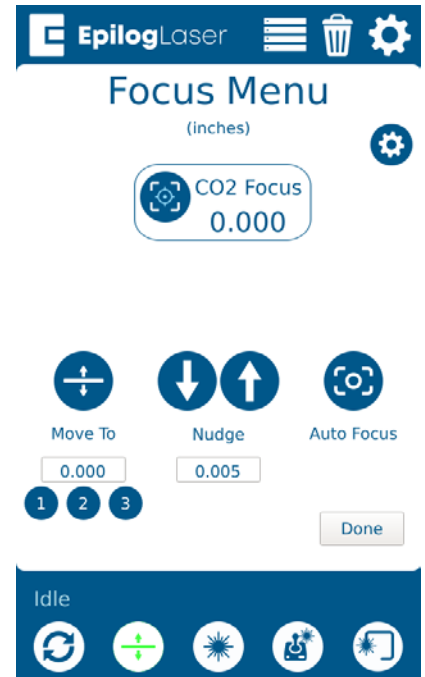 EpilogLaser
Focus Menu
(inches)
CO2 Focus
0.000
Move To
Nudge
Auto Focus
0.000
0.005
1 2 3
Done
Idle